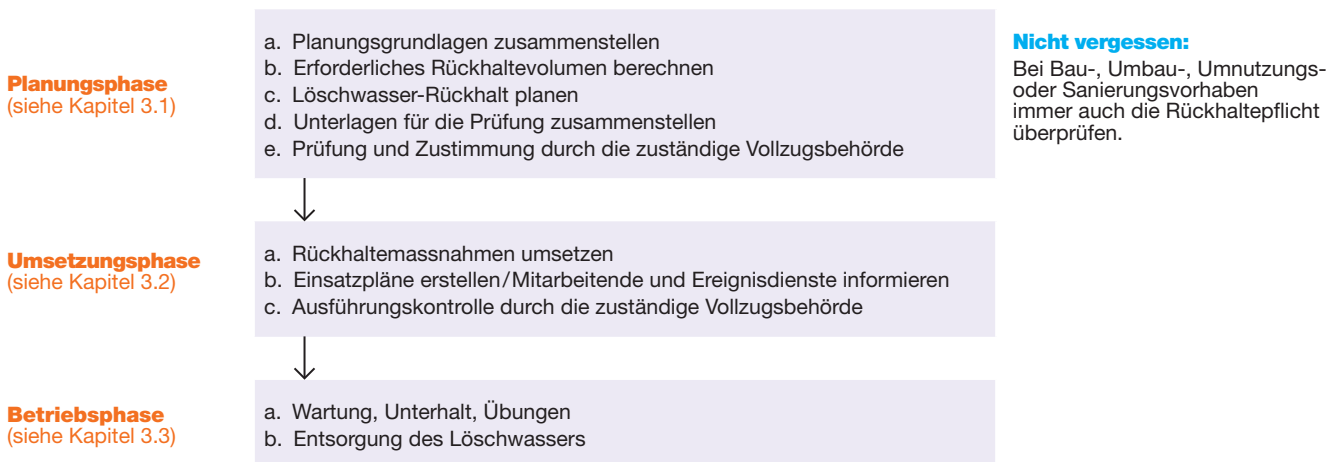 Planungsphase
(siehe Kapitel 3.1)
a. Planungsgrundlagen zusammenstellen
b. Erforderliches Rückhaltevolumen berechnen
c. Löschwasser-Rückhalt planen
d. Unterlagen für die Prüfung zusammenstellen
e. Prüfung und Zustimmung durch die zuständige Vollzugsbehörde
Nicht vergessen:
Bei Bau-, Umbau-, Umnutzungs-
oder Sanierungsvorhaben
immer auch die Rückhaltepflicht
überprüfen.
Umsetzungsphase
(siehe Kapitel 3.2)
a. Rückhaltemassnahmen umsetzen
b. Einsatzpläne erstellen/Mitarbeitende und Ereignisdienste informieren
c. Ausführungskontrolle durch die zuständige Vollzugsbehörde
Betriebsphase
(siehe Kapitel 3.3)
a. Wartung, Unterhalt, Übungen
b. Entsorgung des Löschwassers